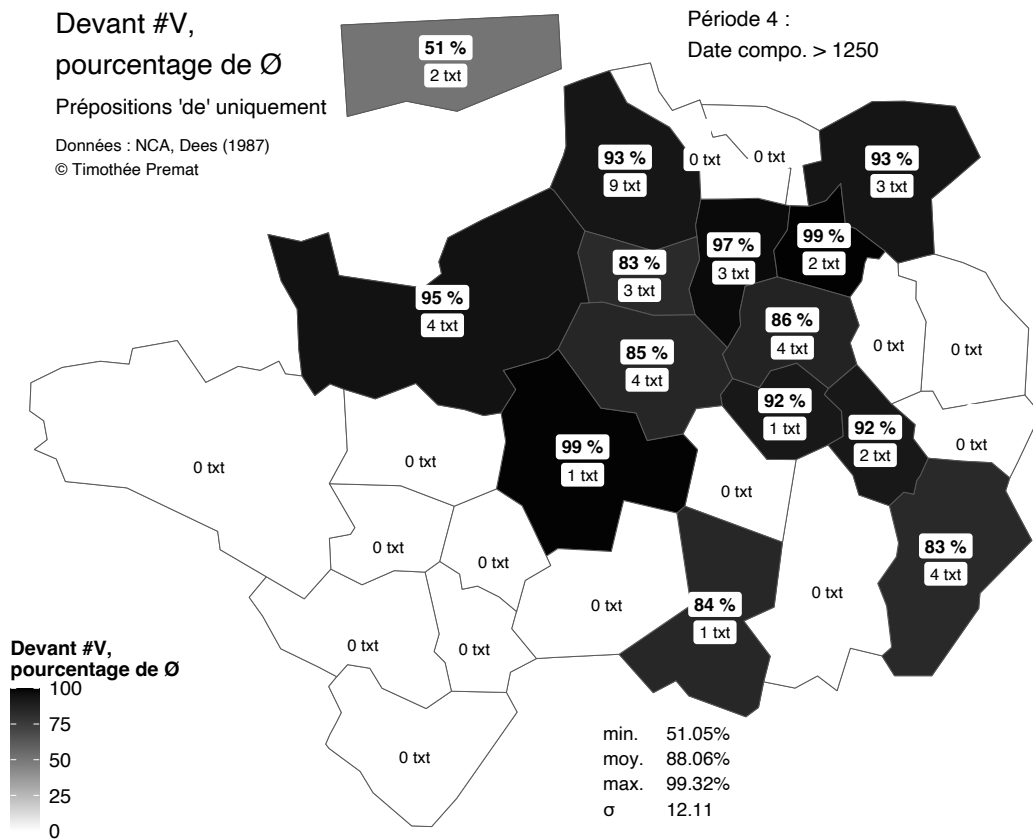 Devant #V,
pourcentage de Ø
Prépositions 'de' uniquement
Données : NCA, Dees (1987)
© Timothée Premat
Période 4 :
Date compo. > 1250
51 %
2 txt
93 %
9 txt
0 txt
0 txt
93 %
3 txt
97 %
3 txt
99 %
2 txt
83 %
3 txt
95 %
4 txt
86 %
4 txt
0 txt
0 txt
85 %
4 txt
92 %
1 txt
92 %
2 txt
0 txt
99 %
1 txt
0 txt
0 txt
0 txt
0 txt
0 txt
83 %
4 txt
0 txt
0 txt
84 %
1 txt
0 txt
0 txt
0 txt
Devant #V,
pourcentage de Ø
100
75
50
25
0
min. 51.05%
moy. 88.06%
max. 99.32%
σ 12.11